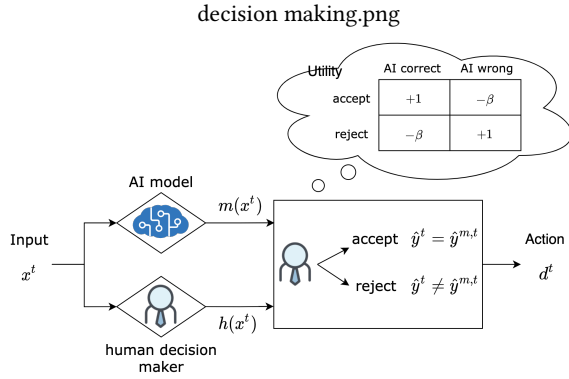 decision making.png
Utility AI correct AI wrong
accept +1 −β
reject −β +1
AI model
m(x^t)
Input
x^t
accept ŷ^t = ŷ^{m,t}
reject ŷ^t ≠ ŷ^{m,t}
Action
d^t
h(x^t)
human decision
maker